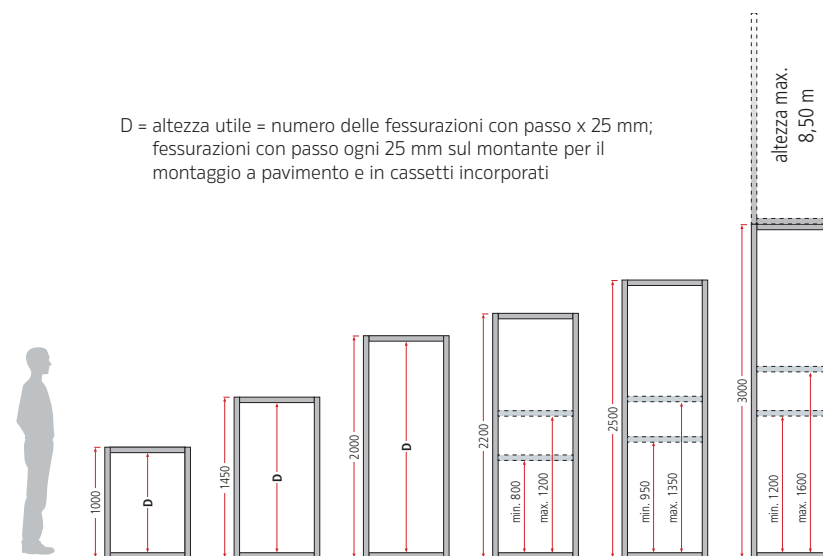 D = altezza utile = numero delle fessurazioni con passo x 25 mm;
fessurazioni con passo ogni 25 mm sul montante per il
montaggio a pavimento e in cassetti incorporati
altezza max.
8,50 m
1000
D
1450
D
2000
D
2200
min. 800
max. 1200
2500
min. 950
max. 1350
3000
min. 1200
max. 1600